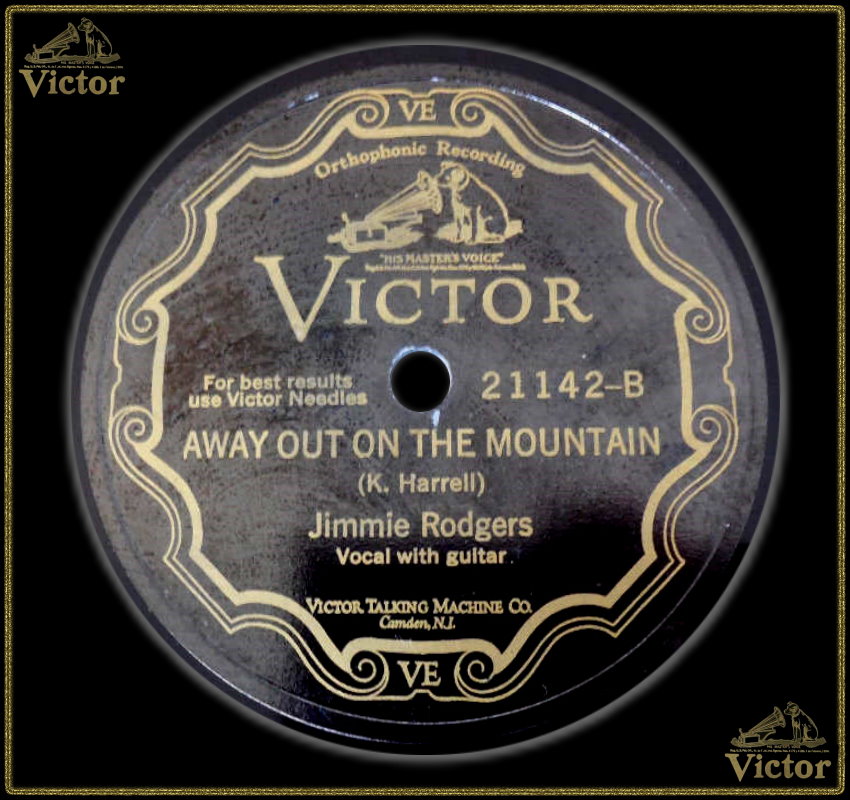 Victor
VE
Orthophonic Recording
"HIS MASTER'S VOICE"
VICTOR
For best results
use Victor Needles
21142-B
AWAY OUT ON THE MOUNTAIN
(K. Harrell)
Jimmie Rodgers
Vocal with guitar
VICTOR TALKING MACHINE CO.
Camden, N.J.
VE
Victor